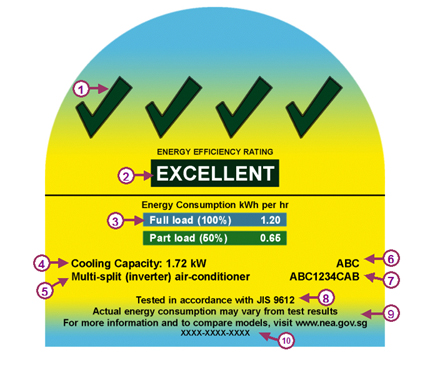 1
ENERGY EFFICIENCY RATING
2 EXCELLENT
Energy Consumption kWh per hr
3 Full load (100%) 1.20
Part load (50%) 0.65
4 Cooling Capacity: 1.72 kW ABC 6
5 Multi-split (inverter) air-conditioner ABC1234CAB 7
Tested in accordance with JIS 9612 8
Actual energy consumption may vary from test results 9
For more information and to compare models, visit www.nea.gov.sg
XXXX-XXXX-XXXX 10